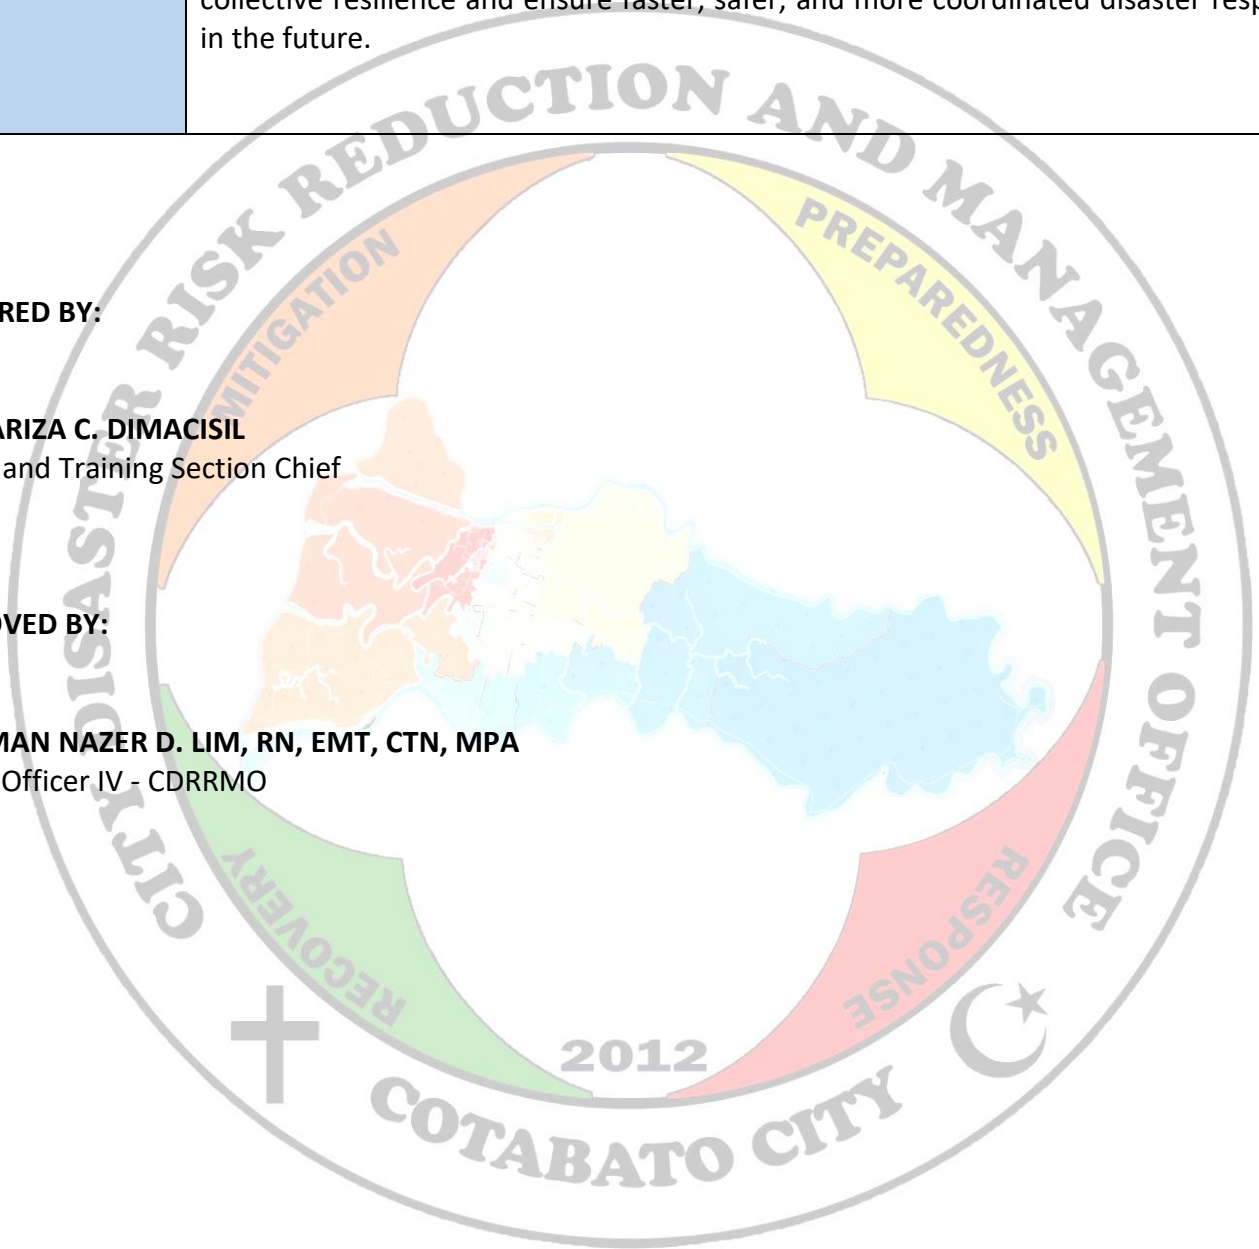 collective resilience and ensure faster, safer, and more coordinated disaster resp
in the future.
RED BY:
ARIZA C. DIMACISIL
and Training Section Chief
OVED BY:
MAN NAZER D. LIM, RN, EMT, CTN, MPA
Officer IV - CDRRMO
CITY DISASTER RISK REDUCTION AND MANAGEMENT OFFICE
MITIGATION
PREPAREDNESS
RECOVERY
RESPONSE
2012
COTABATO CITY